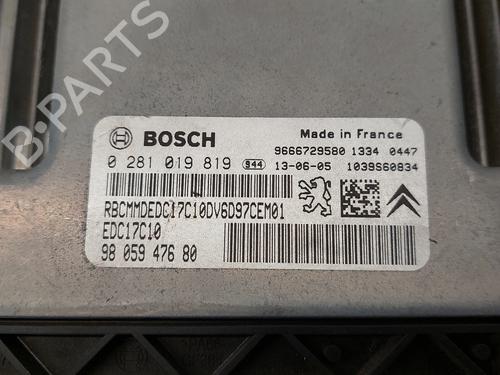 B-PARTS
BOSCH
Made in France
0 281 019 819 944
9666729580 1334 0447
13-06-05 1039S60834
RBCMMDEDC17C10DV6D97CEM01
EDC17C10
98 059 476 80